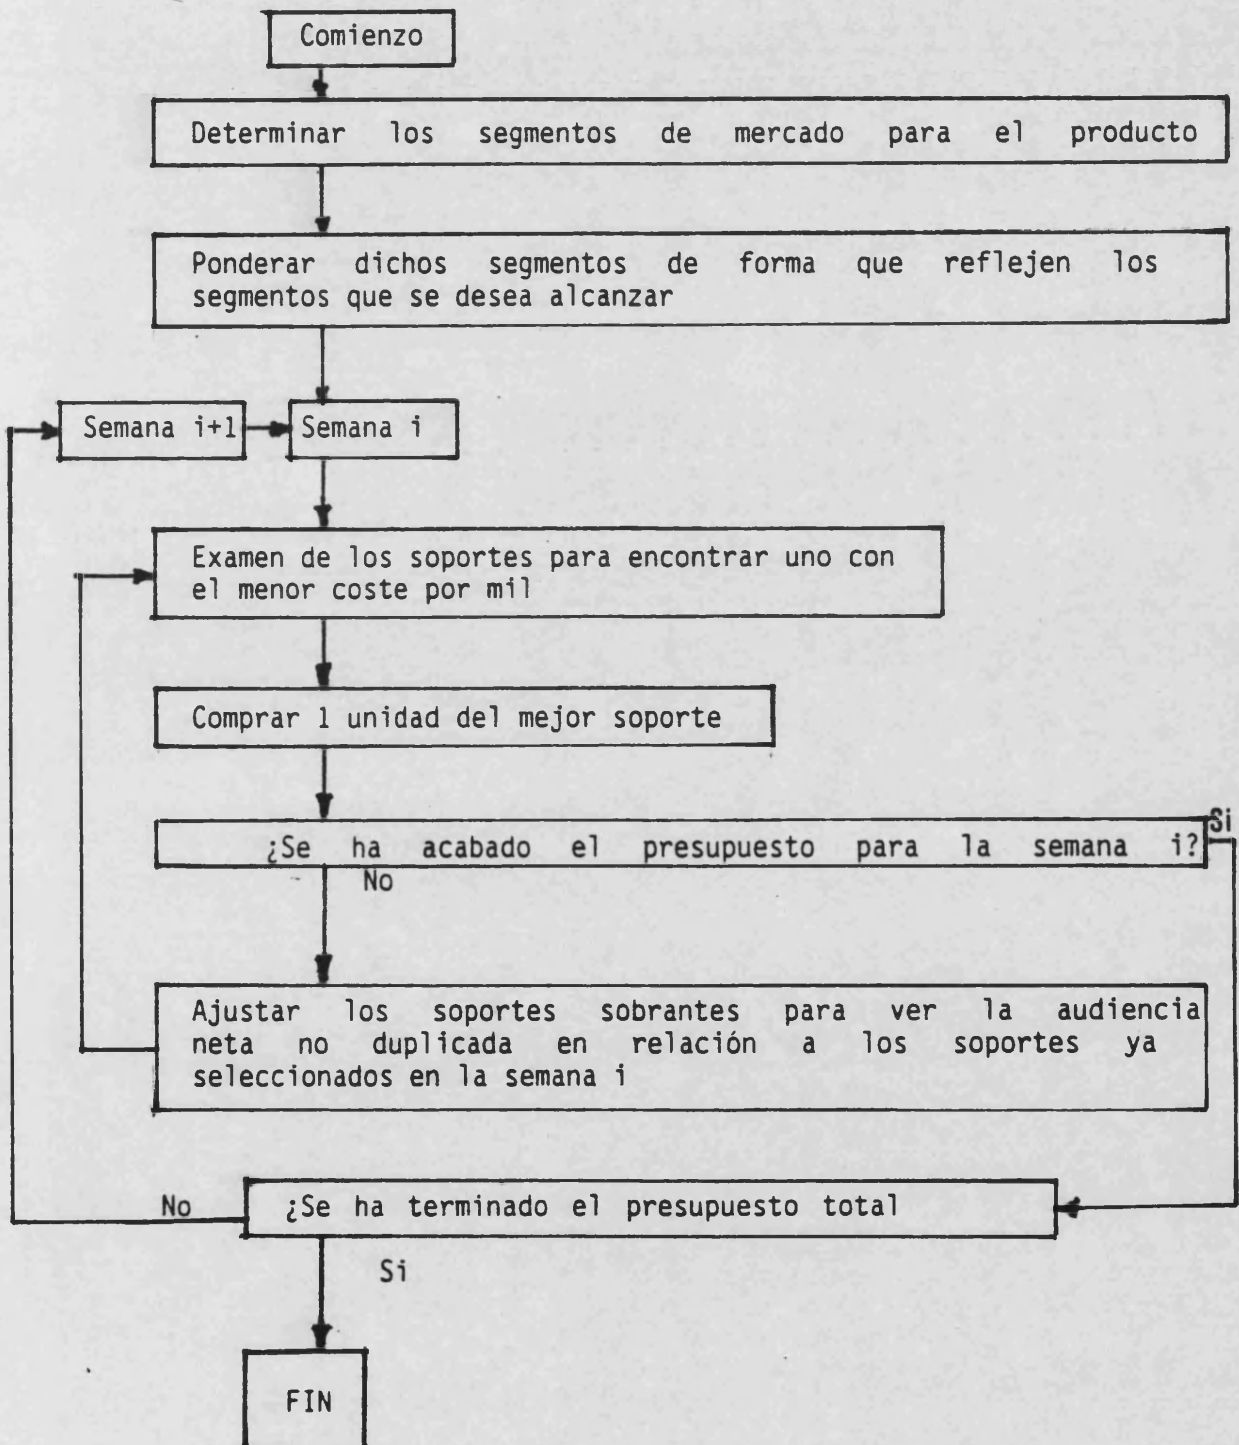 Comienzo
Determinar los segmentos de mercado para el producto
Ponderar dichos segmentos de forma que reflejen los
segmentos que se desea alcanzar
Semana i+1
Semana i
Examen de los soportes para encontrar uno con
el menor coste por mil
Comprar 1 unidad del mejor soporte
Si
¿Se ha acabado el presupuesto para la semana i?
No
Ajustar los soportes sobrantes para ver la audiencia
neta no duplicada en relación a los soportes ya
seleccionados en la semana i
No
¿Se ha terminado el presupuesto total
Si
FIN